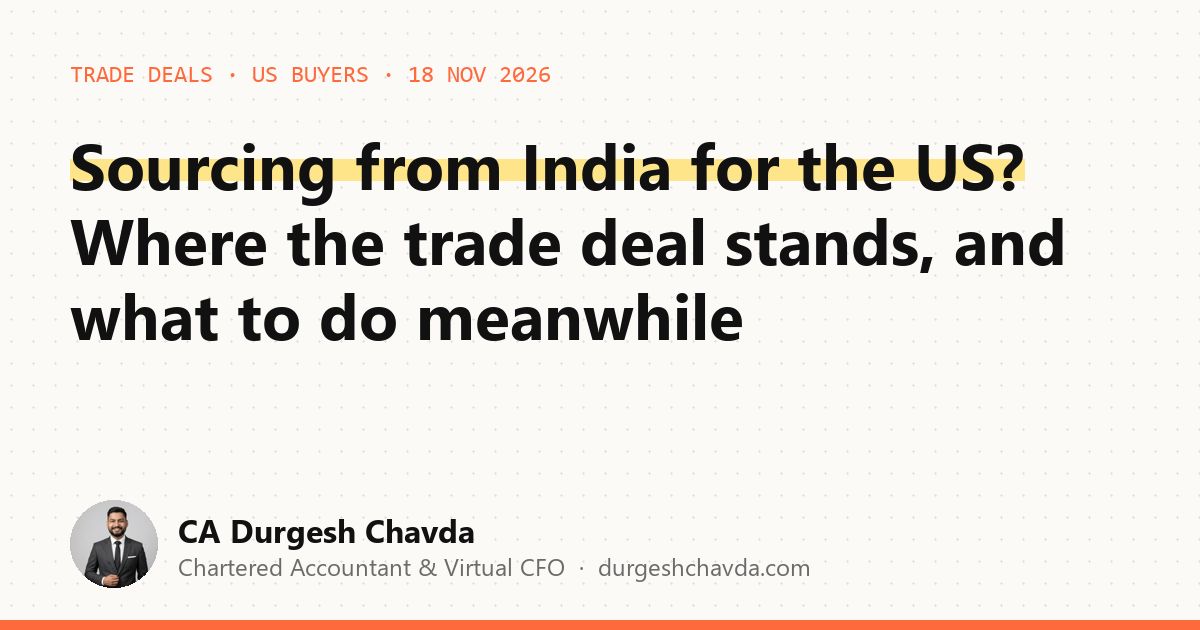 TRADE DEALS · US BUYERS · 18 NOV 2026
Sourcing from India for the US?
Where the trade deal stands, and
what to do meanwhile
CA Durgesh Chavda
Chartered Accountant & Virtual CFO · durgeshchavda.com